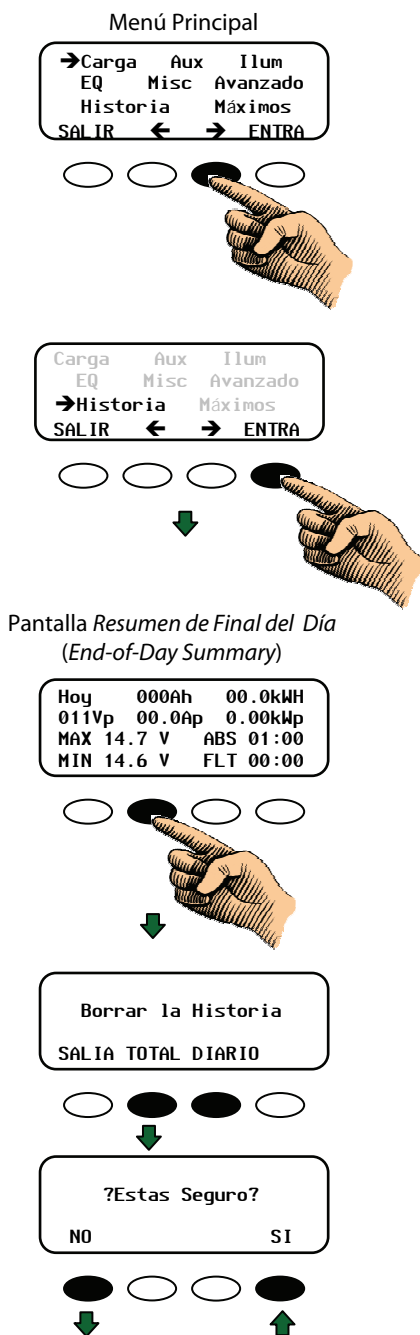 Menú Principal
➔Carga Aux Ilum
EQ Misc Avanzado
Historia Máximos
SALIR ← → ENTRA
Carga Aux Ilum
EQ Misc Avanzado
➔Historia Máximos
SALIR ← → ENTRA
Pantalla Resumen de Final del Día
(End-of-Day Summary)
Hoy 000Ah 00.0kWH
011Vp 00.0Ap 0.00kWp
MAX 14.7 V ABS 01:00
MIN 14.6 V FLT 00:00
Borrar la Historia
SALIA TOTAL DIARIO
?Estas Seguro?
NO SI